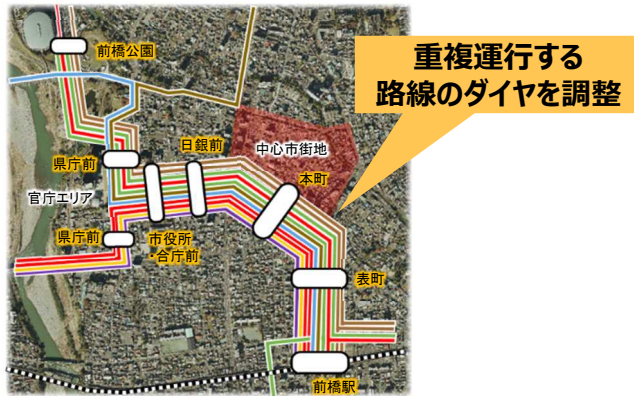 前橋公園
重複運行する
路線のダイヤを調整
日銀前
中心市街地
県庁前
本町
官庁エリア
県庁前
市役所
・合庁前
表町
前橋駅